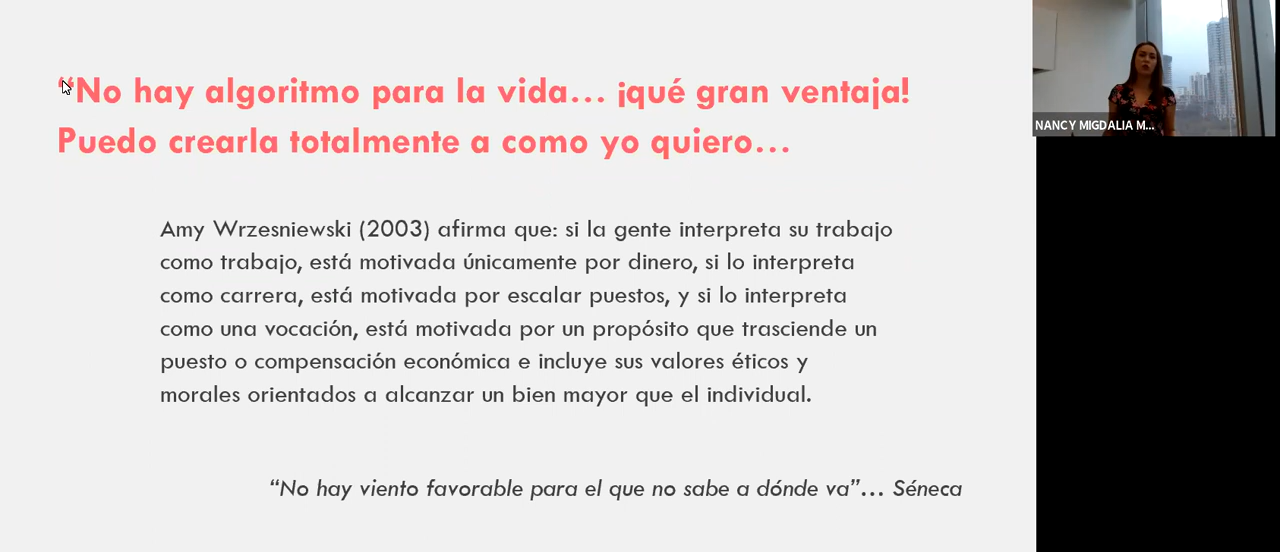 “No hay algoritmo para la vida… ¡qué gran ventaja!
Puedo crearla totalmente a como yo quiero…
Amy Wrzesniewski (2003) afirma que: si la gente interpreta su trabajo
como trabajo, está motivada únicamente por dinero, si lo interpreta
como carrera, está motivada por escalar puestos, y si lo interpreta
como una vocación, está motivada por un propósito que trasciende un
puesto o compensación económica e incluye sus valores éticos y
morales orientados a alcanzar un bien mayor que el individual.
“No hay viento favorable para el que no sabe a dónde va”… Séneca
NANCY MIGDALIA M...